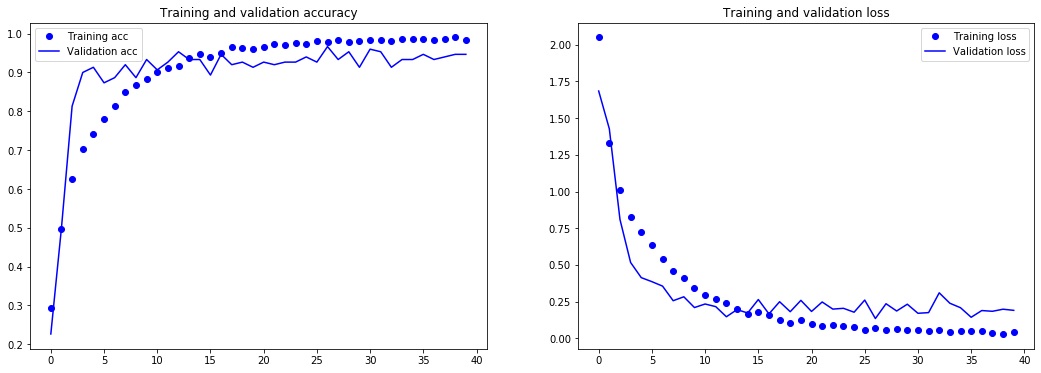 Training and validation accuracy
1.0
0.9
0.8
0.7
0.6
0.5
0.4
0.3
0.2
Training acc
Validation acc
0 5 10 15 20 25 30 35 40
Training and validation loss
2.00
1.75
1.50
1.25
1.00
0.75
0.50
0.25
0.00
Training loss
Validation loss
0 5 10 15 20 25 30 35 40